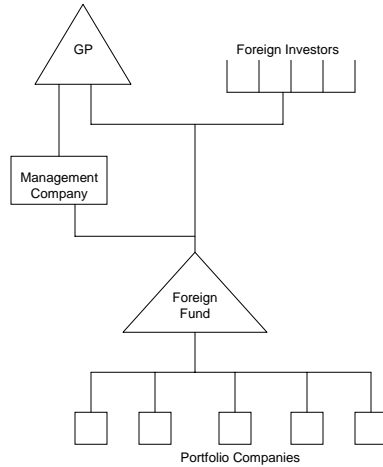 GP
Foreign Investors
Management
Company
Foreign
Fund
Portfolio Companies